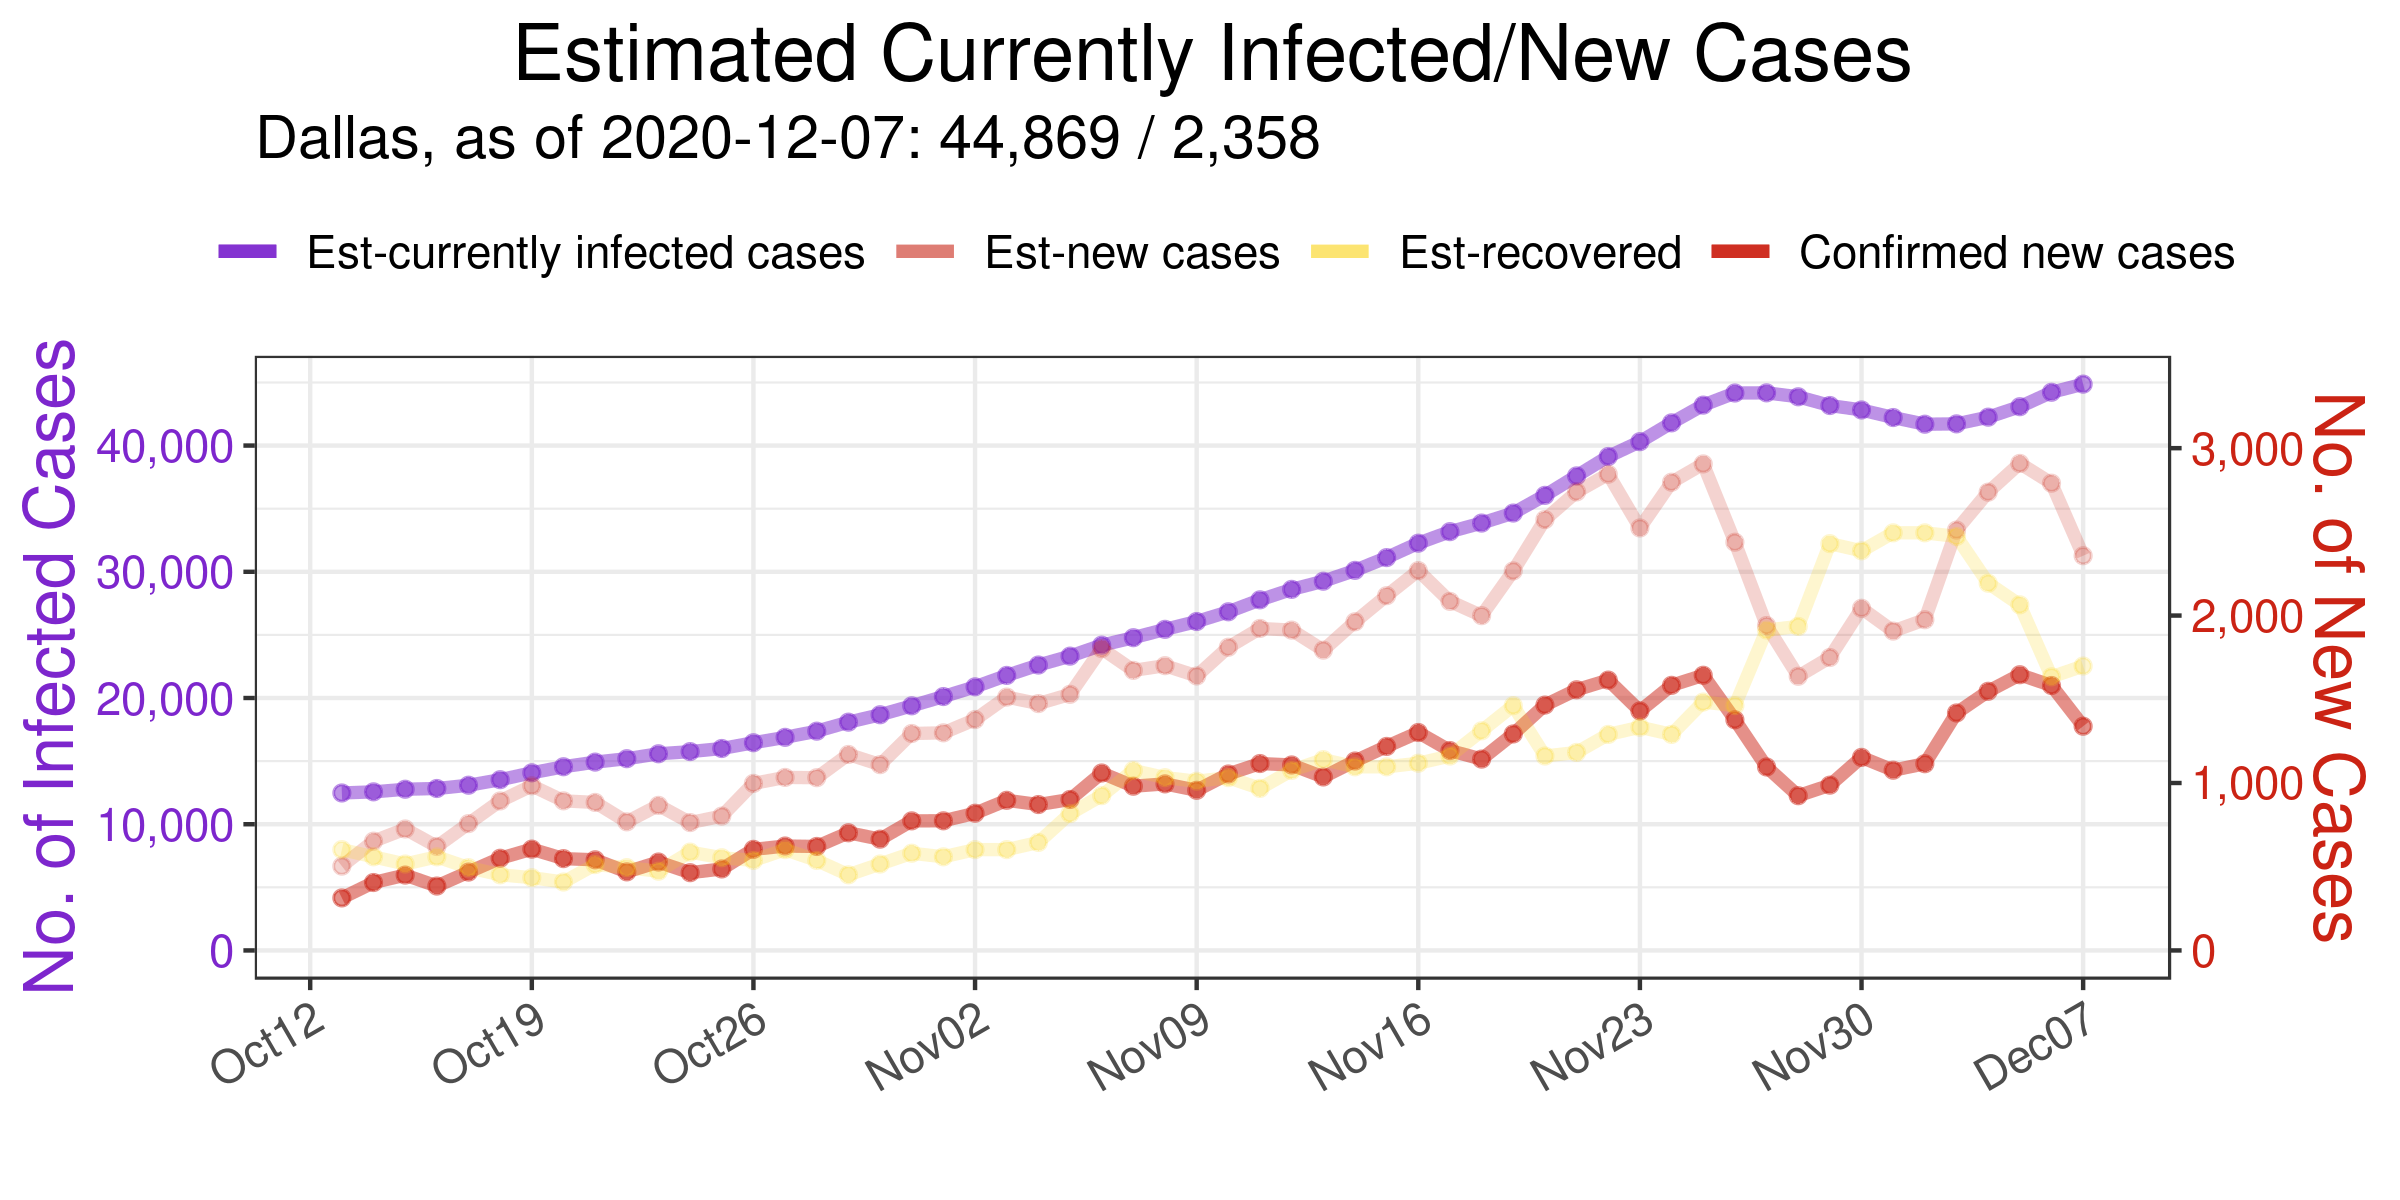 Estimated Currently Infected/New Cases
Dallas, as of 2020-12-07: 44,869 / 2,358
Est-currently infected cases Est-new cases Est-recovered Confirmed new cases
No. of Infected Cases
40,000
30,000
20,000
10,000
0
3,000
2,000
1,000
0
No. of New Cases
Oct12 Oct19 Oct26 Nov02 Nov09 Nov16 Nov23 Nov30 Dec07